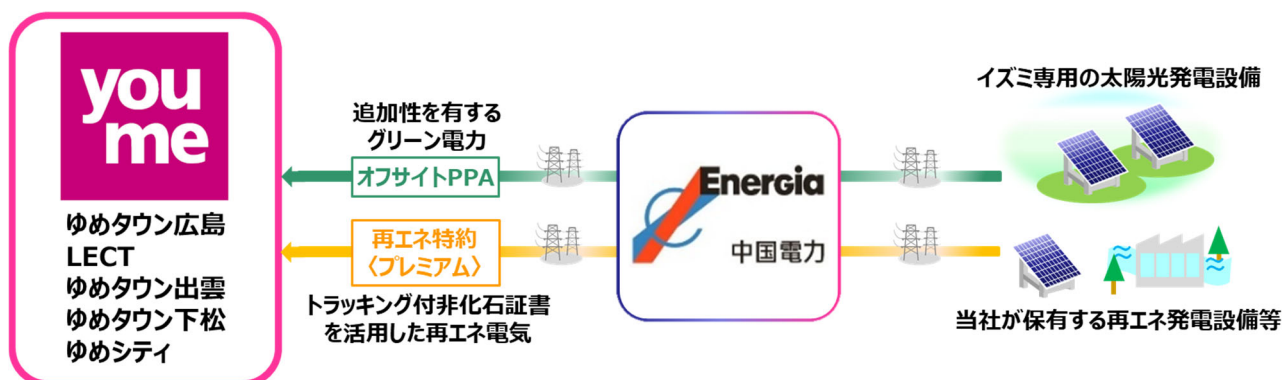 you
me
ゆめタウン広島
LECT
ゆめタウン出雲
ゆめタウン下松
ゆめシティ
追加性を有する
グリーン電力
オフサイトPPA
再エネ特約
〈プレミアム〉
トラッキング付非化石証書
を活用した再エネ電気
Energia
中国電力
イズミ専用の太陽光発電設備
当社が保有する再エネ発電設備等